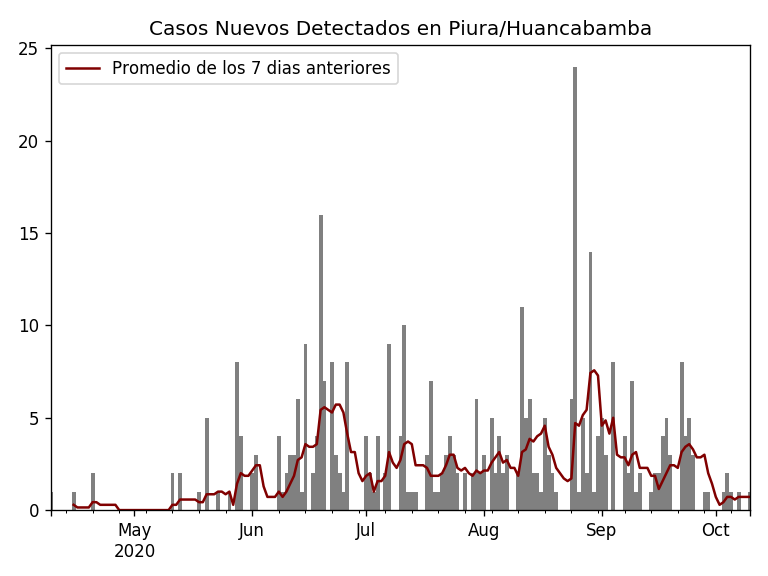 Casos Nuevos Detectados en Piura/Huancabamba
Promedio de los 7 dias anteriores
25
20
15
10
5
0
May Jun Jul Aug Sep Oct
2020